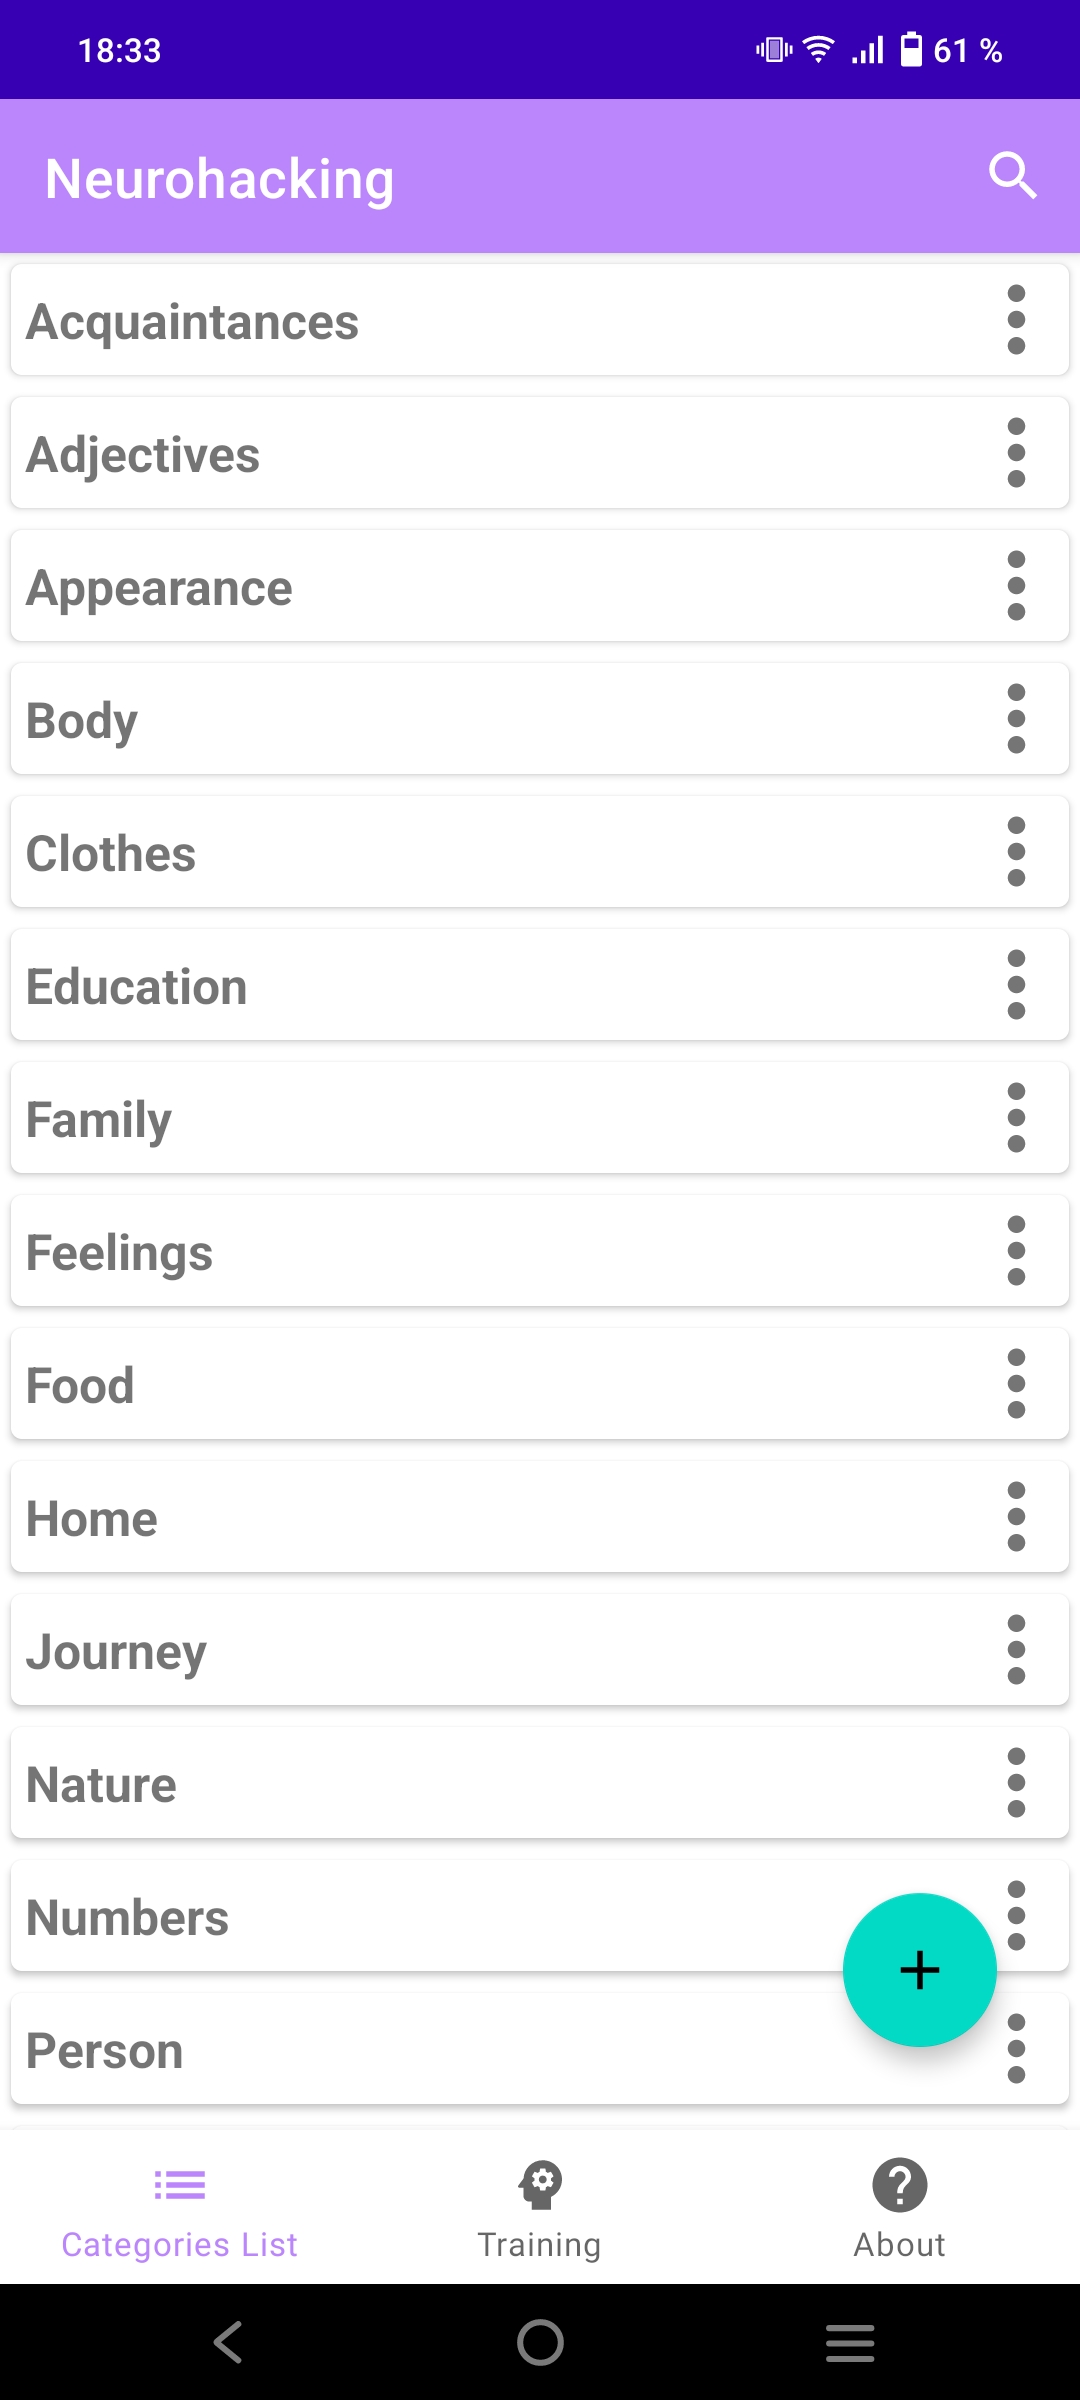 18:33 61 %
Neurohacking
Acquaintances
Adjectives
Appearance
Body
Clothes
Education
Family
Feelings
Food
Home
Journey
Nature
Numbers
Person
Categories List Training About